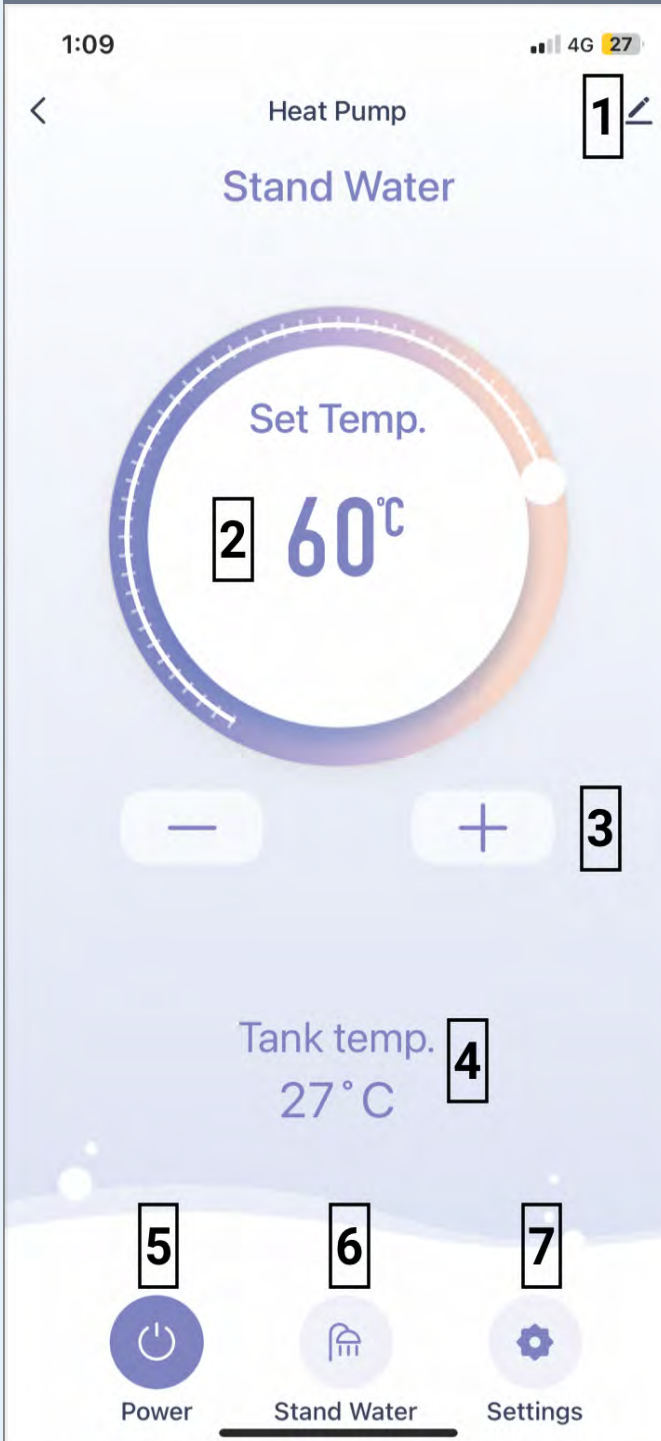 1:09 4G 27
Heat Pump 1
Stand Water
Set Temp.
2 60°C
3
Tank temp. 4
27°C
5 6 7
Power Stand Water Settings